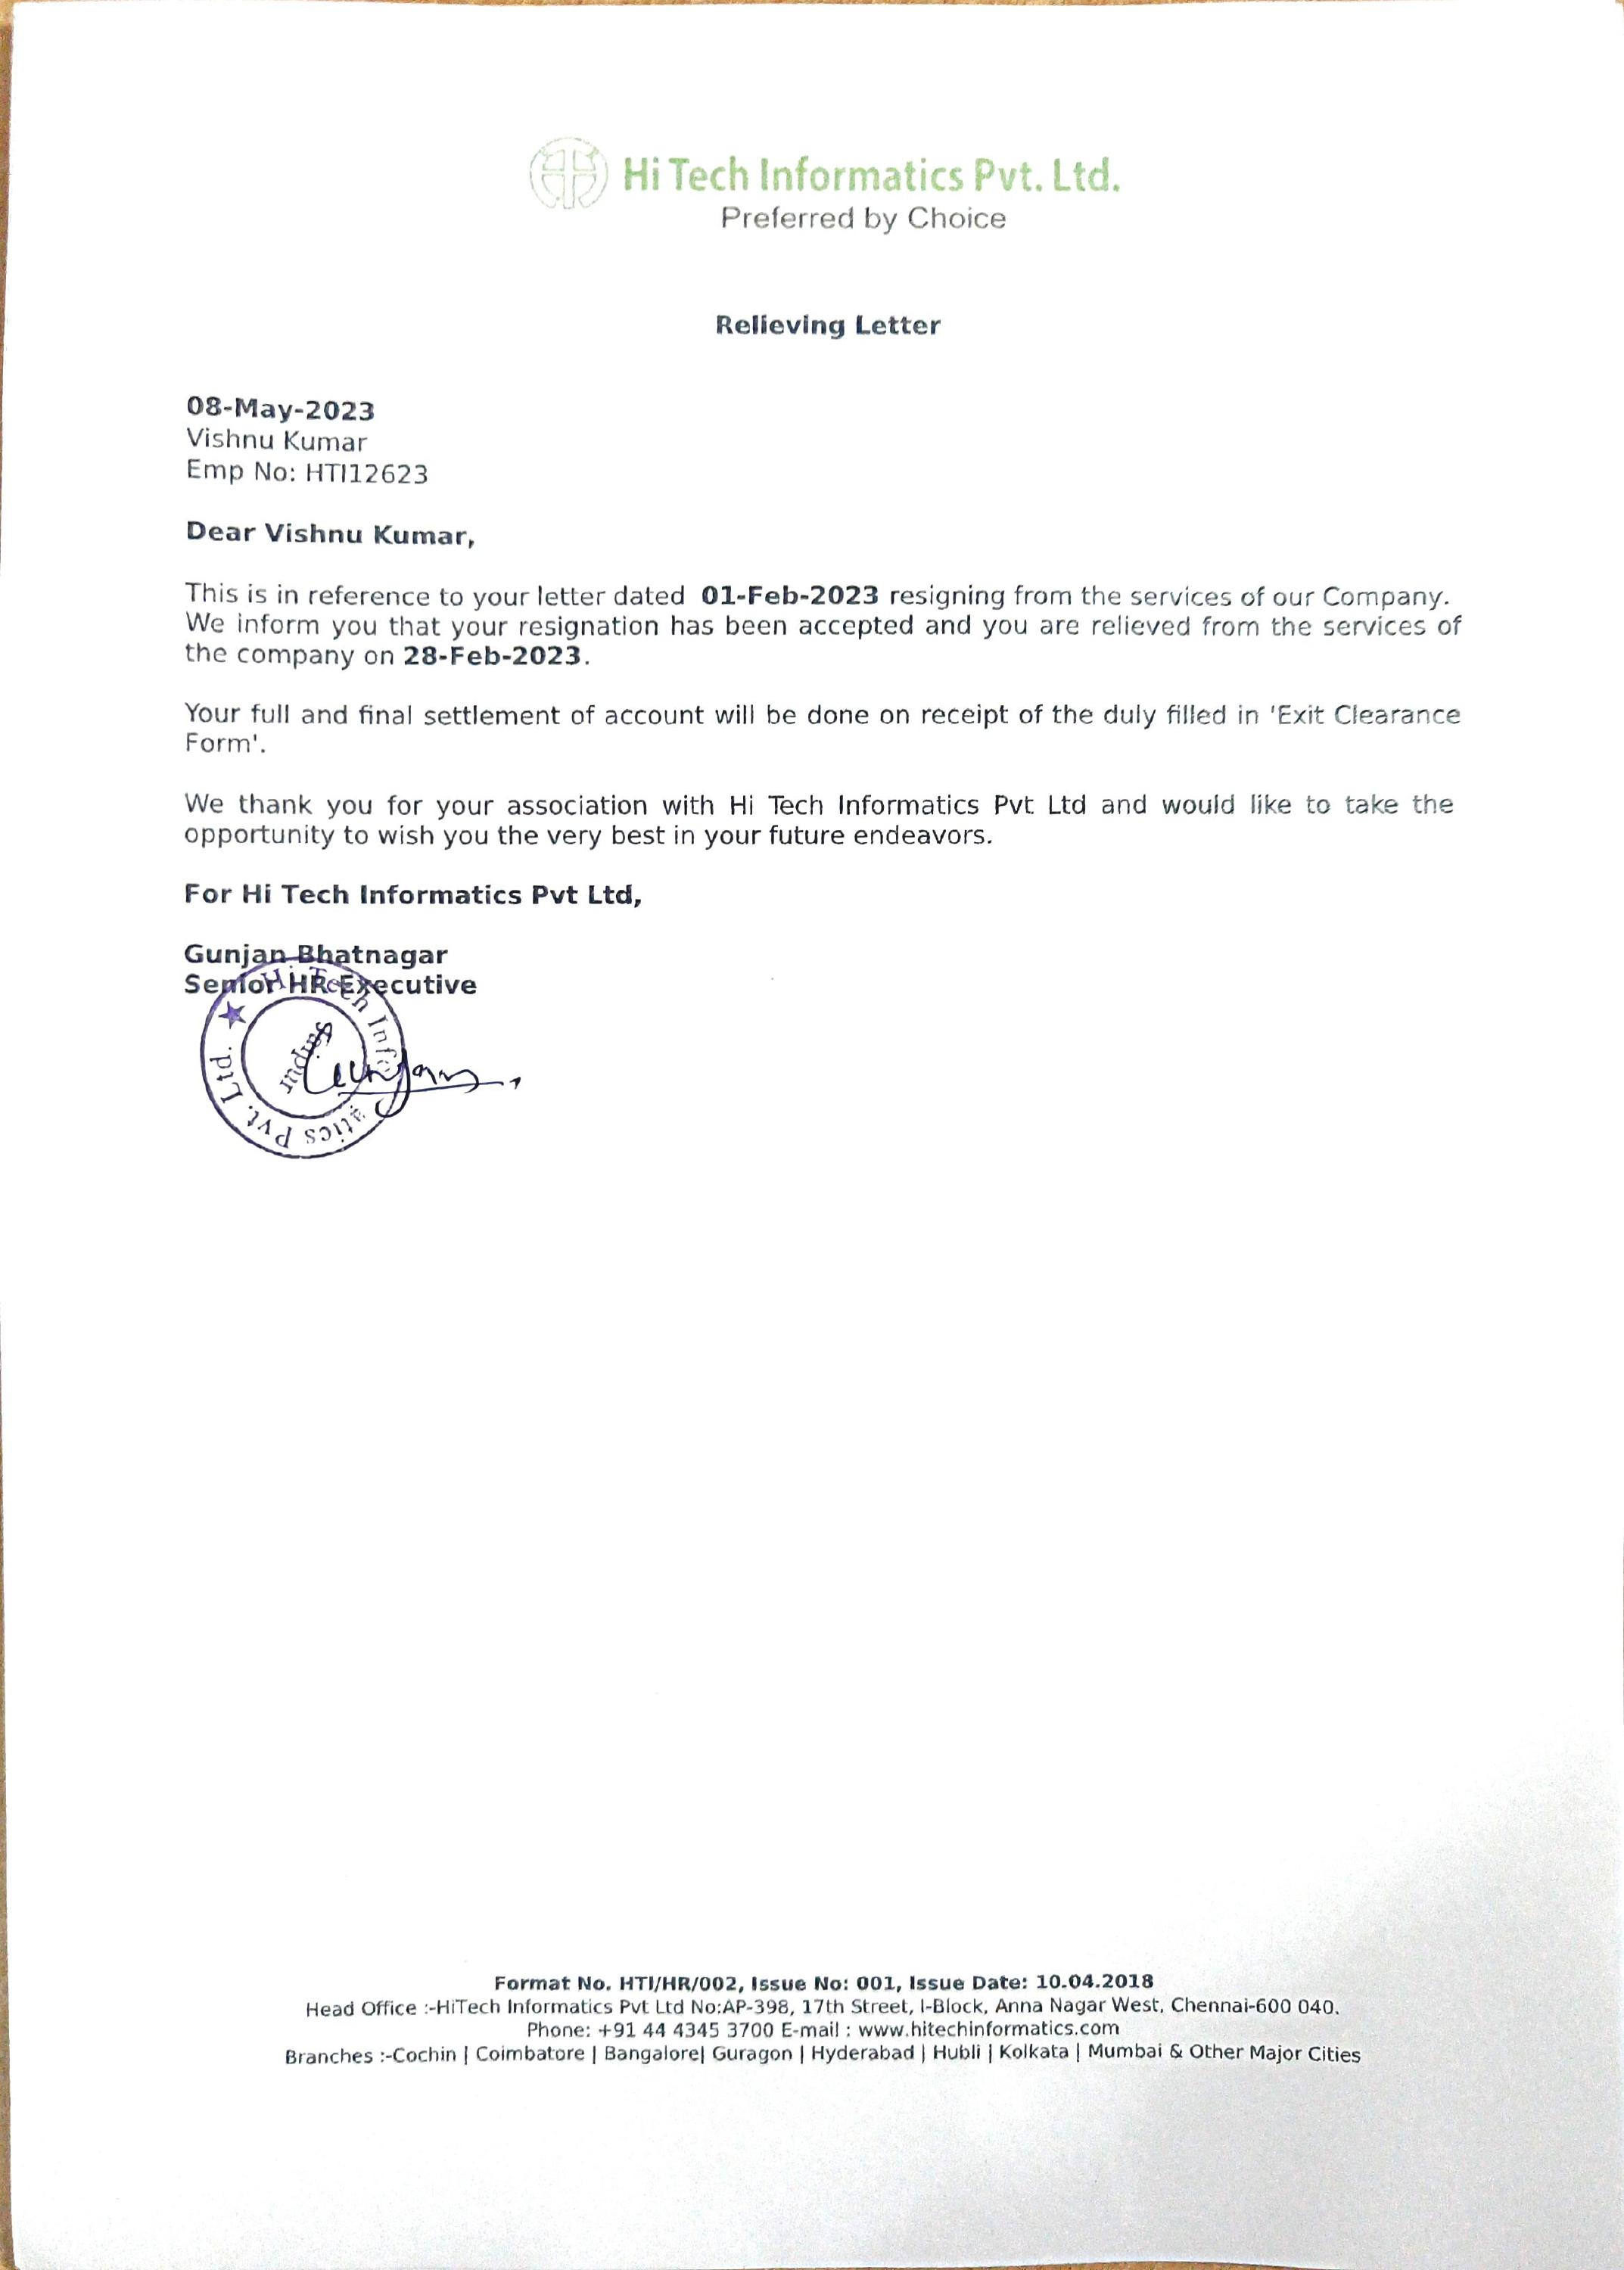 Hi Tech Informatics Pvt. Ltd.
Preferred by Choice
Relieving Letter
08-May-2023
Vishnu Kumar
Emp No: HTI12623
Dear Vishnu Kumar,
This is in reference to your letter dated 01-Feb-2023 resigning from the services of our Company.
We inform you that your resignation has been accepted and you are relieved from the services of
the company on 28-Feb-2023.
Your full and final settlement of account will be done on receipt of the duly filled in 'Exit Clearance
Form'.
We thank you for your association with Hi Tech Informatics Pvt Ltd and would like to take the
opportunity to wish you the very best in your future endeavors.
For Hi Tech Informatics Pvt Ltd,
Gunjan Bhatnagar
Senior HR Executive
Hi Tech Informatics Pvt. Ltd. ★
Jaipur
Gunjan
Format No. HTI/HR/002, Issue No: 001, Issue Date: 10.04.2018
Head Office :-HiTech Informatics Pvt Ltd No:AP-398, 17th Street, I-Block, Anna Nagar West, Chennai-600 040.
Phone: +91 44 4345 3700 E-mail : www.hitechinformatics.com
Branches :-Cochin | Coimbatore | Bangalore| Guragon | Hyderabad | Hubli | Kolkata | Mumbai & Other Major Cities